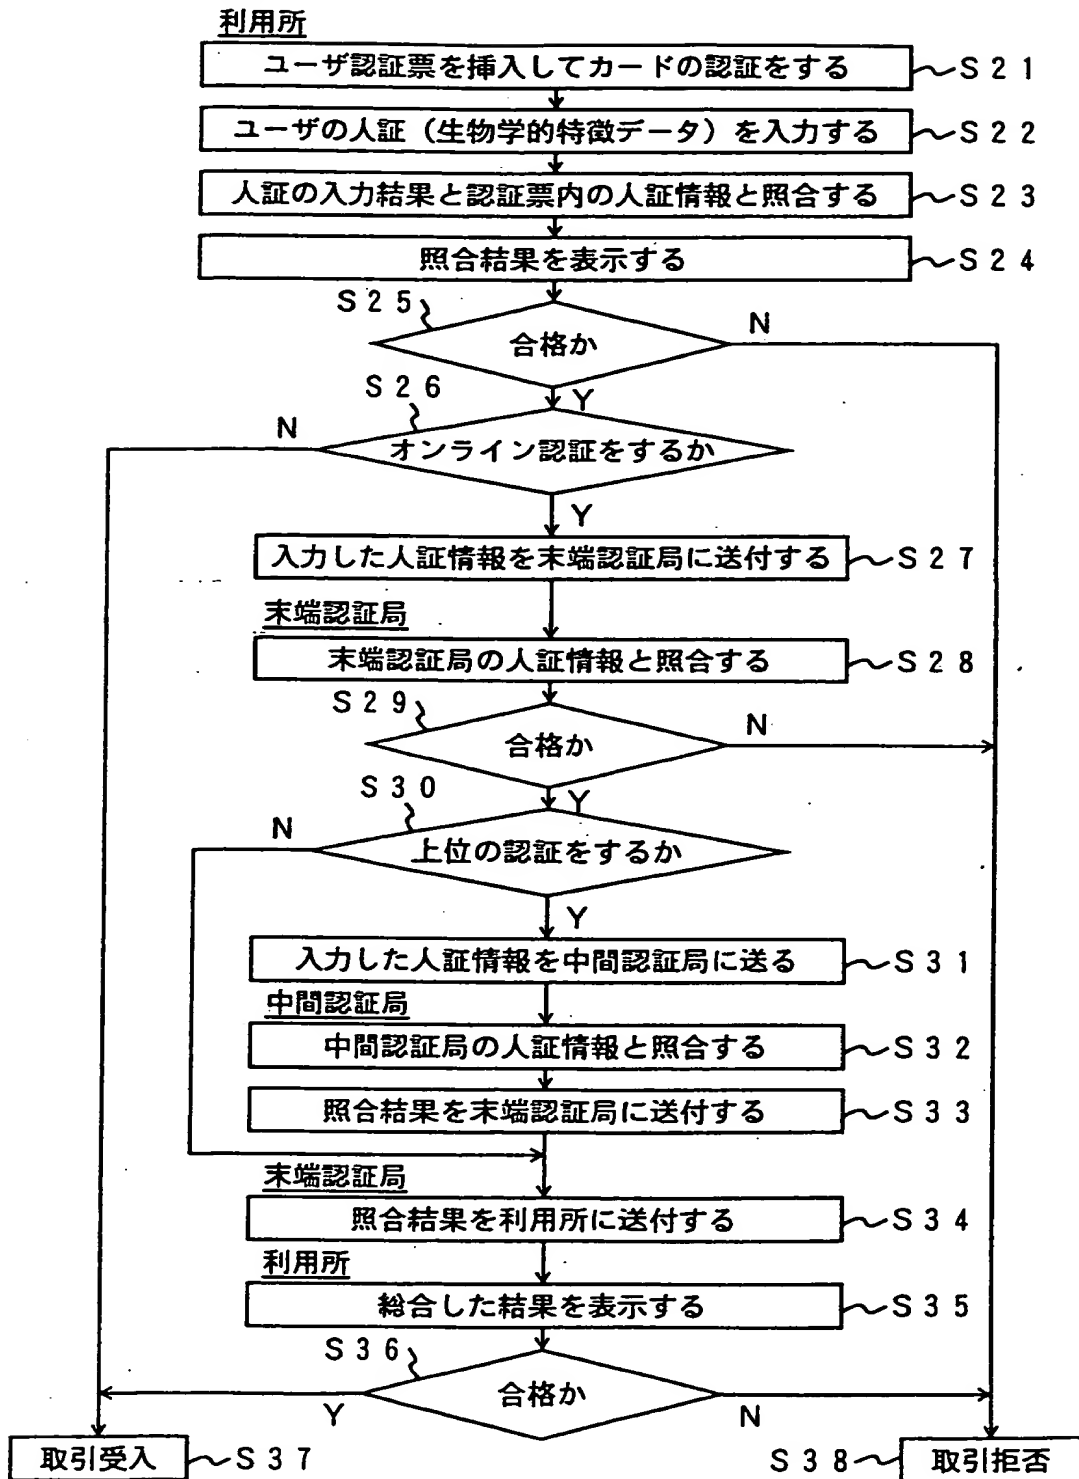 利用所
ユーザ認証票を挿入してカードの認証をする
S21
ユーザの人証（生物学的特徴データ）を入力する
S22
人証の入力結果と認証票内の人証情報と照合する
S23
照合結果を表示する
S24
S25
合格か
N
Y
S26
オンライン認証をするか
N
Y
入力した人証情報を末端認証局に送付する
S27
末端認証局
末端認証局の人証情報と照合する
S28
S29
合格か
N
Y
S30
上位の認証をするか
N
Y
入力した人証情報を中間認証局に送る
S31
中間認証局
中間認証局の人証情報と照合する
S32
照合結果を末端認証局に送付する
S33
末端認証局
照合結果を利用所に送付する
S34
利用所
総合した結果を表示する
S35
S36
合格か
Y
N
取引受入
S37
S38
取引拒否